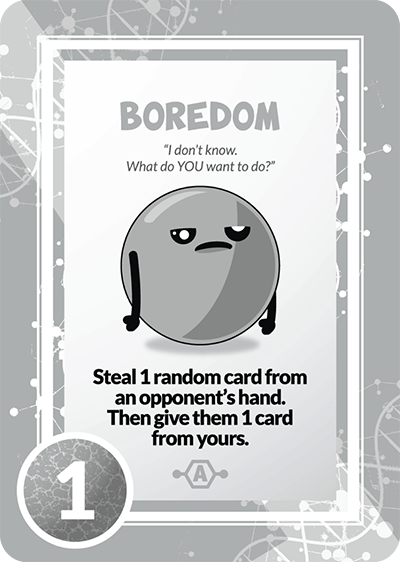 BOREDOM
“I don’t know.
What do YOU want to do?”
Steal 1 random card from
an opponent’s hand.
Then give them 1 card
from yours.
A
1